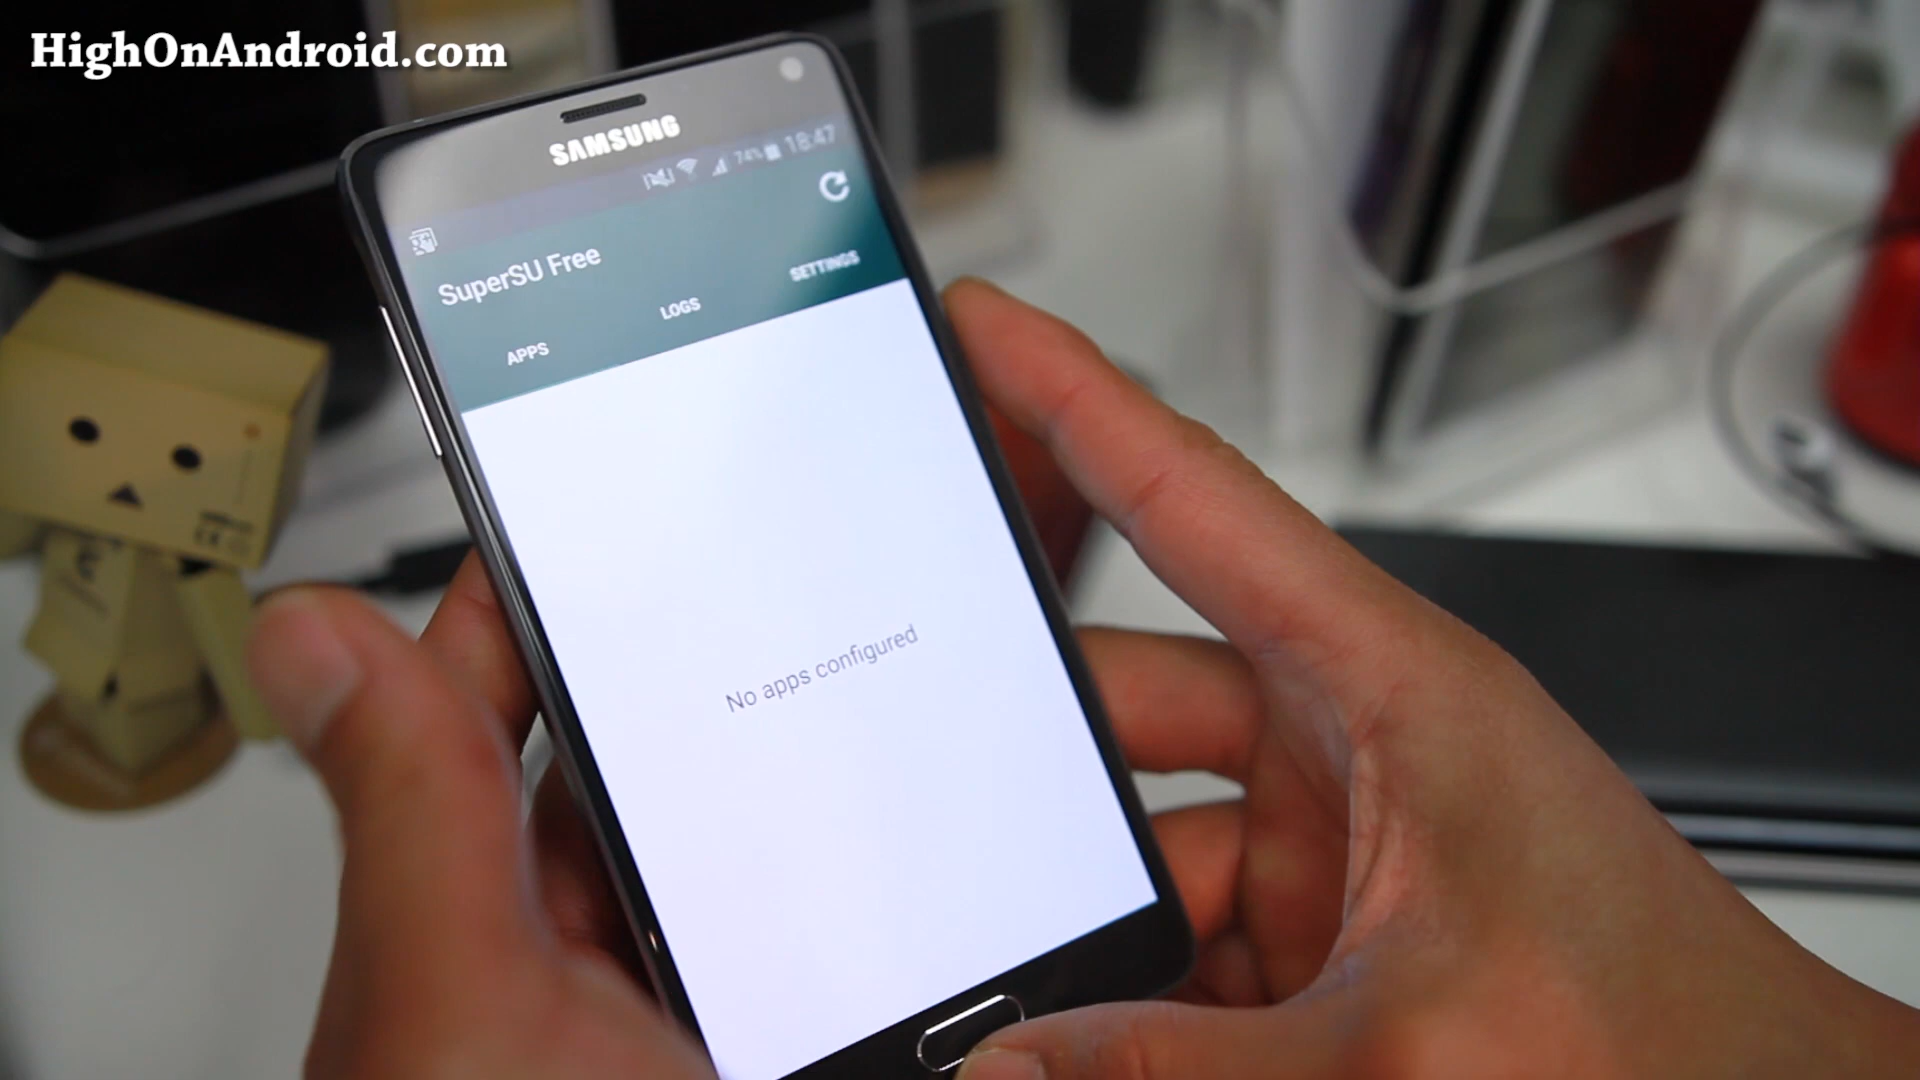 HighOnAndroid.com
SAMSUNG
74% 18:47
SuperSU Free
APPS LOGS SETTINGS
No apps configured